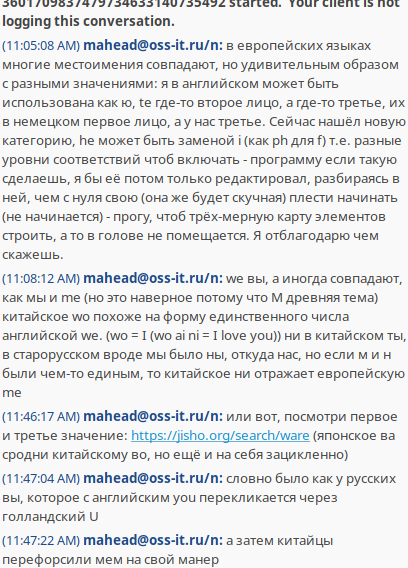 3601709837479734633140735492 started. Your client is not
logging this conversation.
(11:05:08 AM) mahead@oss-it.ru/n: в европейских языках
многие местоимения совпадают, но удивительным образом
с разными значениями: я в английском может быть
использована как ю, te где-то второе лицо, а где-то третье, их
в немецком первое лицо, а у нас третье. Сейчас нашёл новую
категорию, he может быть заменой i (как ph для f) т.е. разные
уровни соответствий чтоб включать - программу если такую
сделаешь, я бы её потом только редактировал, разбираясь в
ней, чем с нуля свою (она же будет скучная) плести начинать
(не начинается) - прогу, чтоб трёх-мерную карту элементов
строить, а то в голове не помещается. Я отблагодарю чем
скажешь.
(11:08:12 AM) mahead@oss-it.ru/n: we вы, а иногда совпадают,
как мы и me (но это наверное потому что М древняя тема)
китайское wo похоже на форму единственного числа
английской we. (wo = I (wo ai ni = I love you)) ни в китайском ты,
в старорусском вроде мы было ны, откуда нас, но если м и н
были чем-то единым, то китайское ни отражает европейскую
me
(11:46:17 AM) mahead@oss-it.ru/n: или вот, посмотри первое
и третье значение: https://jisho.org/search/ware (японское ва
сродни китайскому во, но ещё и на себя зациклено)
(11:47:04 AM) mahead@oss-it.ru/n: словно было как у русских
вы, которое с английским you перекликается через
голландский U
(11:47:22 AM) mahead@oss-it.ru/n: а затем китайцы
перефорсили мем на свой манер